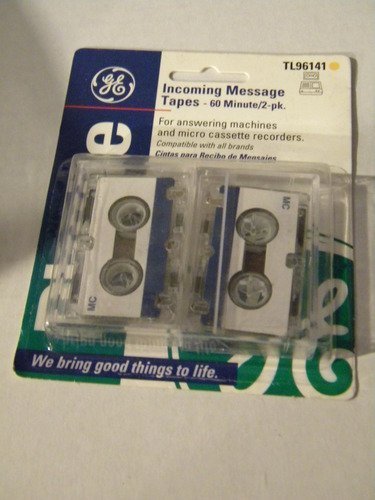 GE
TL96141
Incoming Message
Tapes - 60 Minute/2-pk.
For answering machines
and micro cassette recorders.
Compatible with all brands
Cintas para Recibo de Mensajes
MC
MC
We bring good things to life.